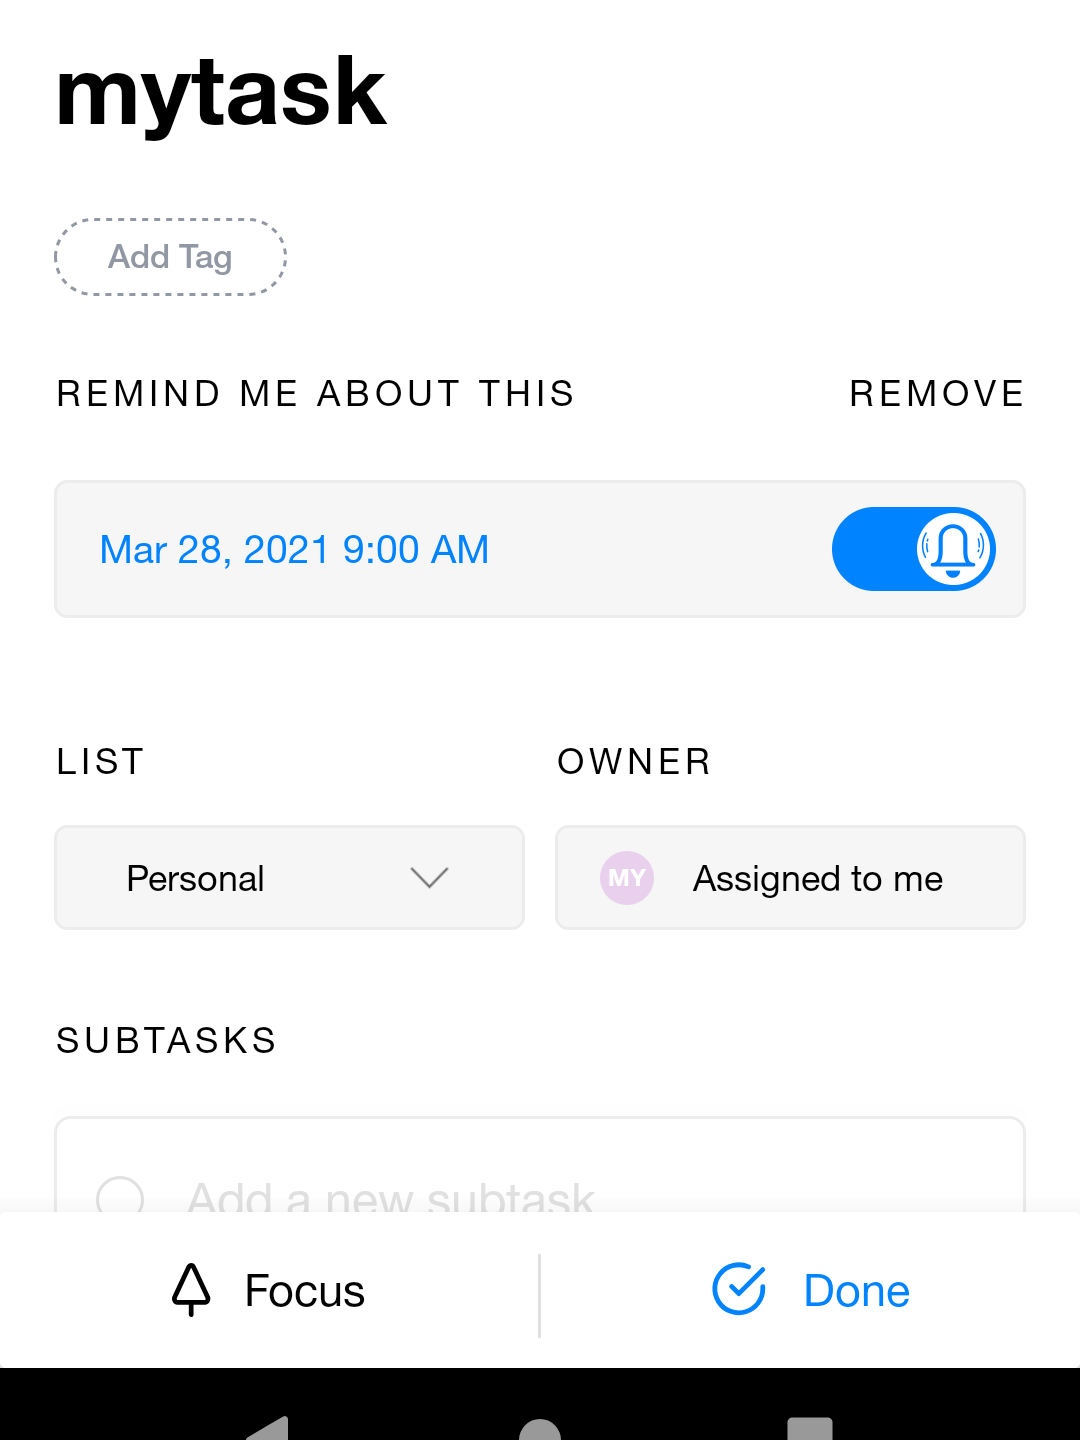 mytask
Add Tag
REMIND ME ABOUT THIS REMOVE
Mar 28, 2021 9:00 AM
LIST OWNER
Personal MY Assigned to me
SUBTASKS
Add a new subtask
Focus Done